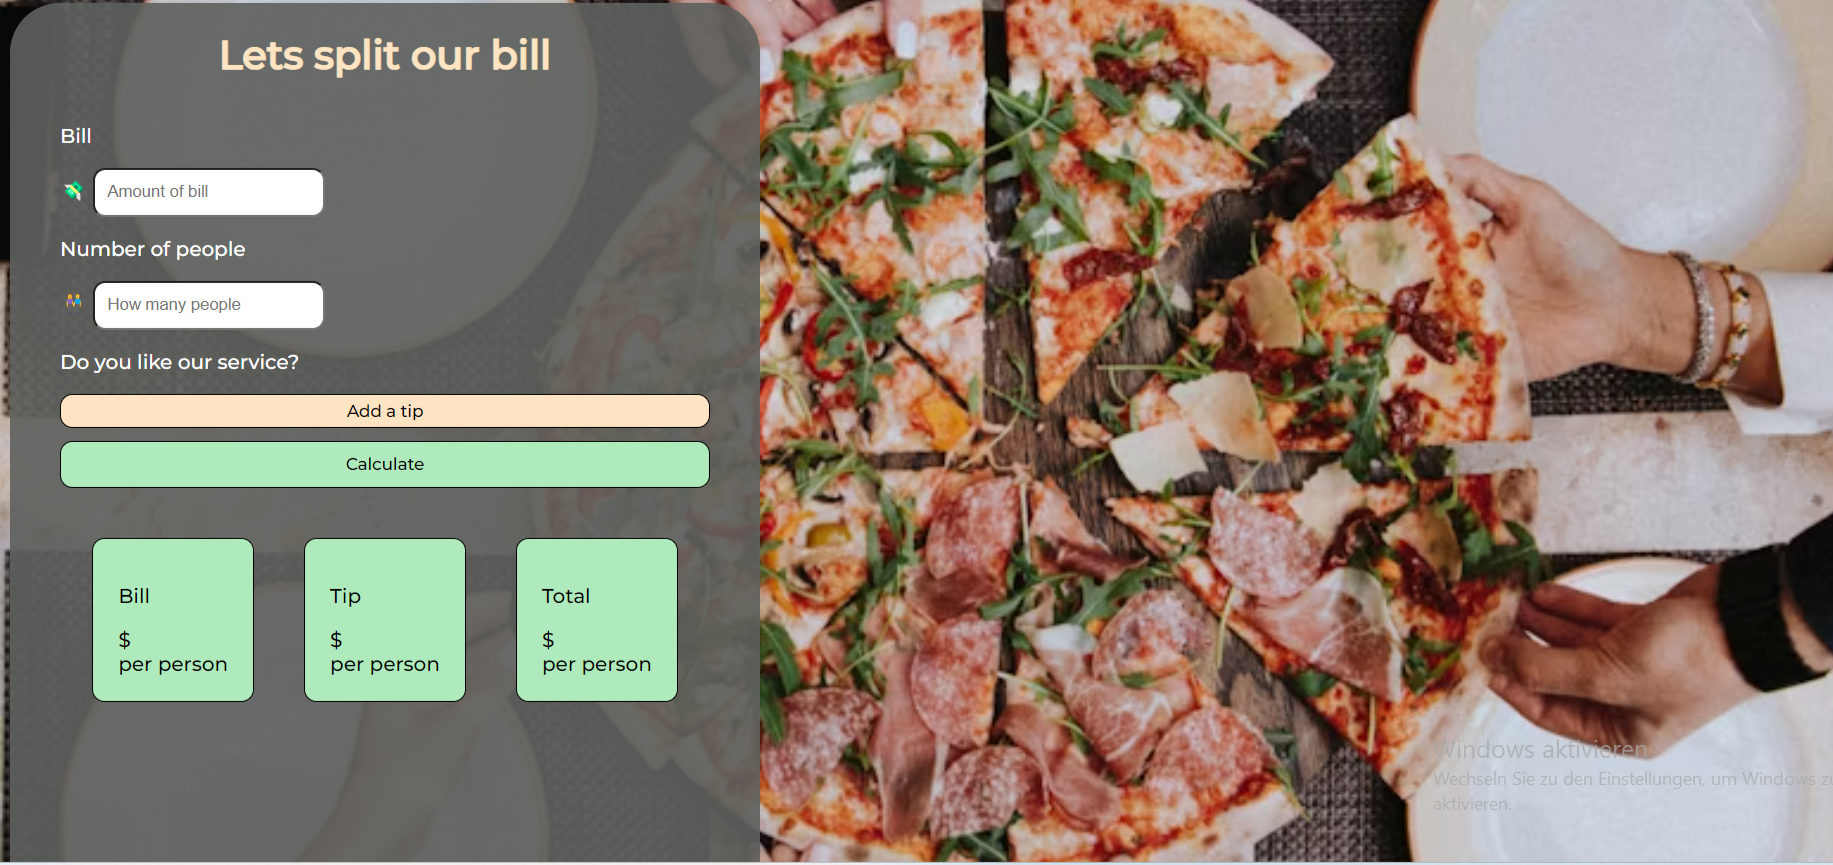 Lets split our bill
Bill
Amount of bill
Number of people
How many people
Do you like our service?
Add a tip
Calculate
Bill
$
per person
Tip
$
per person
Total
$
per person
Windows aktivieren
Wechseln Sie zu den Einstellungen, um Windows
aktivieren.